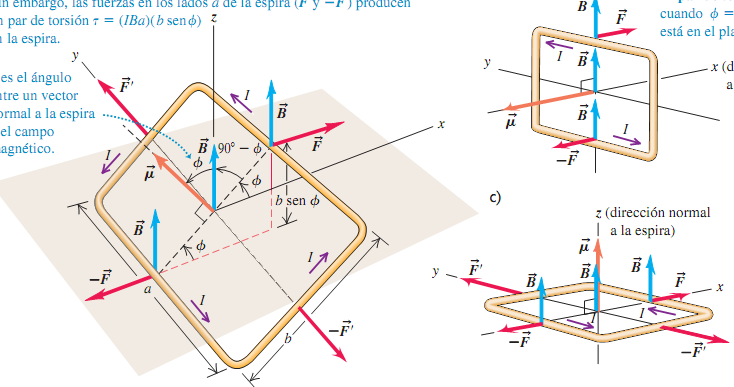 in embargo, las fuerzas en los lados a de la espira (F⃗ y −F⃗) producen
par de torsión τ = (IBa)(b sen ϕ)
la espira.
es el ángulo
tre un vector
ormal a la espira
el campo
agnético.
z
y
x
F⃗'
I
B⃗
F⃗
B⃗
90° − ϕ
ϕ
μ⃗
I
ϕ
b sen ϕ
B⃗
ϕ
I
−F⃗
a
I
b
−F⃗'
cuando ϕ =
está en el pla
B⃗
F⃗
I
B⃗
y
x (d
a
μ⃗
B⃗
I
−F⃗
c)
z (dirección normal
a la espira)
μ⃗
y
F⃗'
B⃗
B⃗
B⃗
F⃗
x
I
I
−F⃗
−F⃗'